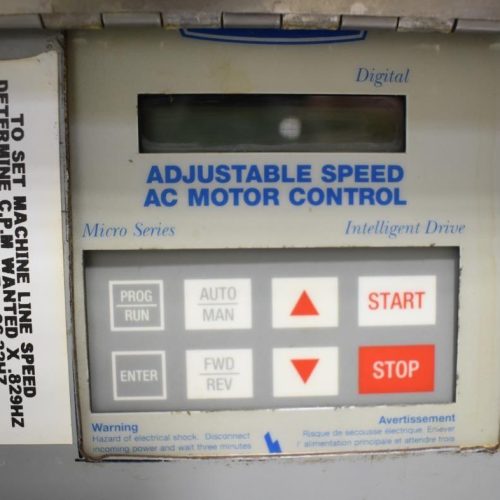 Digital
ADJUSTABLE SPEED
AC MOTOR CONTROL
Micro Series
Intelligent Drive
PROG
RUN
AUTO
MAN
START
ENTER
FWD
REV
STOP
Warning
Hazard of electrical shock. Disconnect
incoming power and wait three minutes
Avertissement
Risque de secousse électrique. Enlever
l'alimentation principale et attendre trois
TO SET MACHINE LINE SPEED
DETERMINE C.P.M WANTED X .829HZ